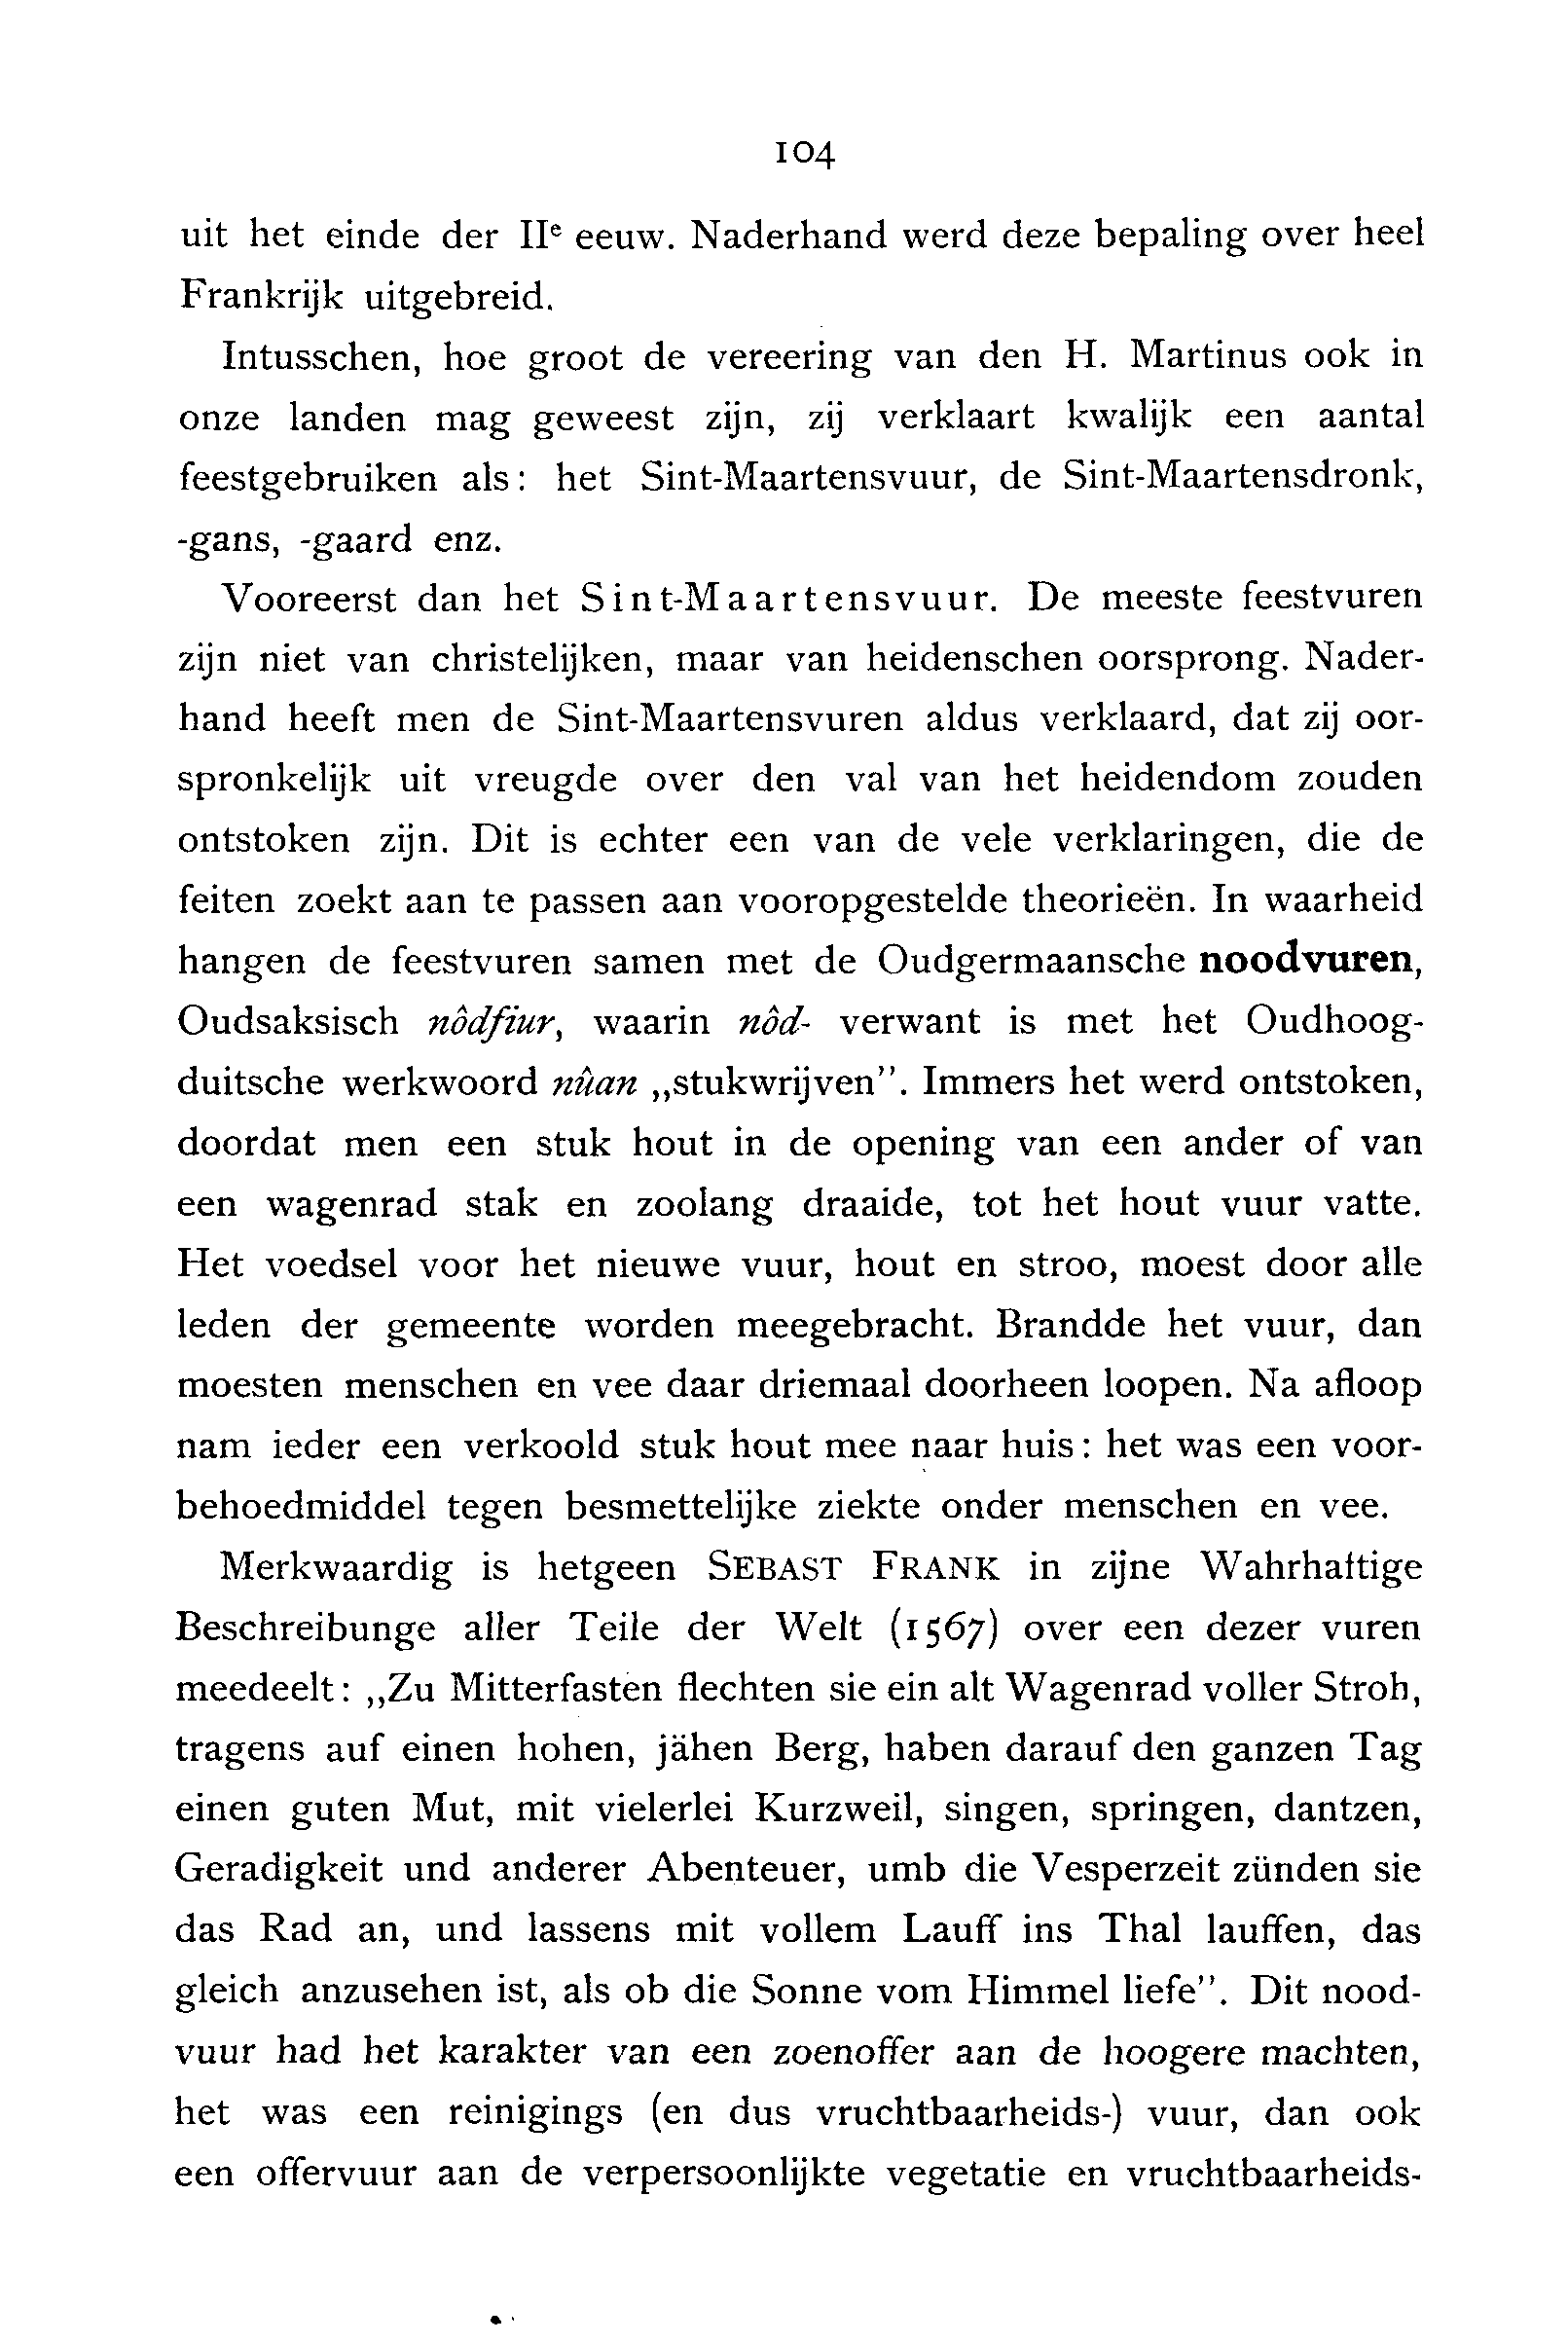 104
uit het einde der IIe eeuw. Naderhand werd deze bepaling over heel
Frankrijk uitgebreid.
Intusschen, hoe groot de vereering van den H. Martinus ook in
onze landen mag geweest zijn, zij verklaart kwalijk een aantal
feestgebruiken als: het Sint-Maartensvuur, de Sint-Maartensdronk,
-gans, -gaard enz.
Vooreerst dan het Sint-Maartensvuur. De meeste feestvuren
zijn niet van christelijken, maar van heidenschen oorsprong. Nader-
hand heeft men de Sint-Maartensvuren aldus verklaard, dat zij oor-
spronkelijk uit vreugde over den val van het heidendom zouden
ontstoken zijn. Dit is echter een van de vele verklaringen, die de
feiten zoekt aan te passen aan vooropgestelde theorieën. In waarheid
hangen de feestvuren samen met de Oudgermaansche noodvuren,
Oudsaksisch nôdfiur, waarin nôd- verwant is met het Oudhoog-
duitsche werkwoord nûan „stukwrijven”. Immers het werd ontstoken,
doordat men een stuk hout in de opening van een ander of van
een wagenrad stak en zoolang draaide, tot het hout vuur vatte.
Het voedsel voor het nieuwe vuur, hout en stroo, moest door alle
leden der gemeente worden meegebracht. Brandde het vuur, dan
moesten menschen en vee daar driemaal doorheen loopen. Na afloop
nam ieder een verkoold stuk hout mee naar huis: het was een voor-
behoedmiddel tegen besmettelijke ziekte onder menschen en vee.
Merkwaardig is hetgeen SEBAST FRANK in zijne Wahrhaftige
Beschreibunge aller Teile der Welt (1567) over een dezer vuren
meedeelt: „Zu Mitterfasten flechten sie ein alt Wagenrad voller Stroh,
tragens auf einen hohen, jähen Berg, haben darauf den ganzen Tag
einen guten Mut, mit vielerlei Kurzweil, singen, springen, dantzen,
Geradigkeit und anderer Abenteuer, umb die Vesperzeit zünden sie
das Rad an, und lassens mit vollem Lauff ins Thal lauffen, das
gleich anzusehen ist, als ob die Sonne vom Himmel liefe”. Dit nood-
vuur had het karakter van een zoenoffer aan de hoogere machten,
het was een reinigings (en dus vruchtbaarheids-) vuur, dan ook
een offervuur aan de verpersoonlijkte vegetatie en vruchtbaarheids-